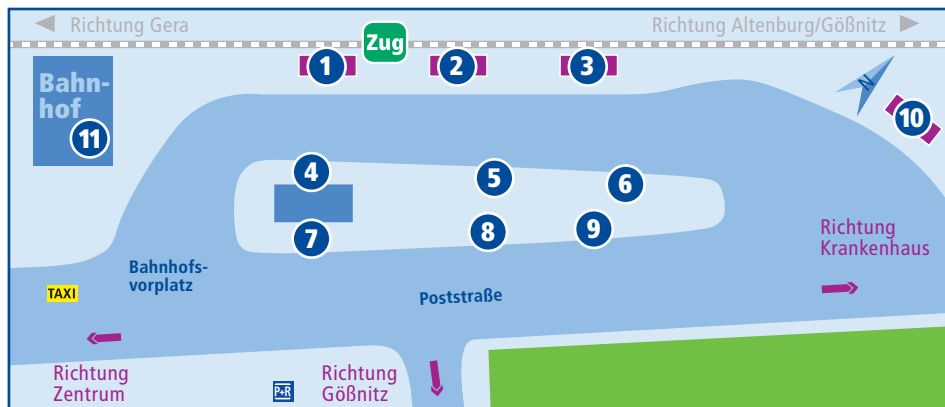 Richtung Gera
Richtung Altenburg/Gößnitz
Zug
1
2
3
Bahn-
hof
11
N
10
4
5
6
7
8
9
Richtung
Krankenhaus
Bahnhofs-
vorplatz
TAXI
Poststraße
Richtung
Zentrum
P+R
Richtung
Gößnitz